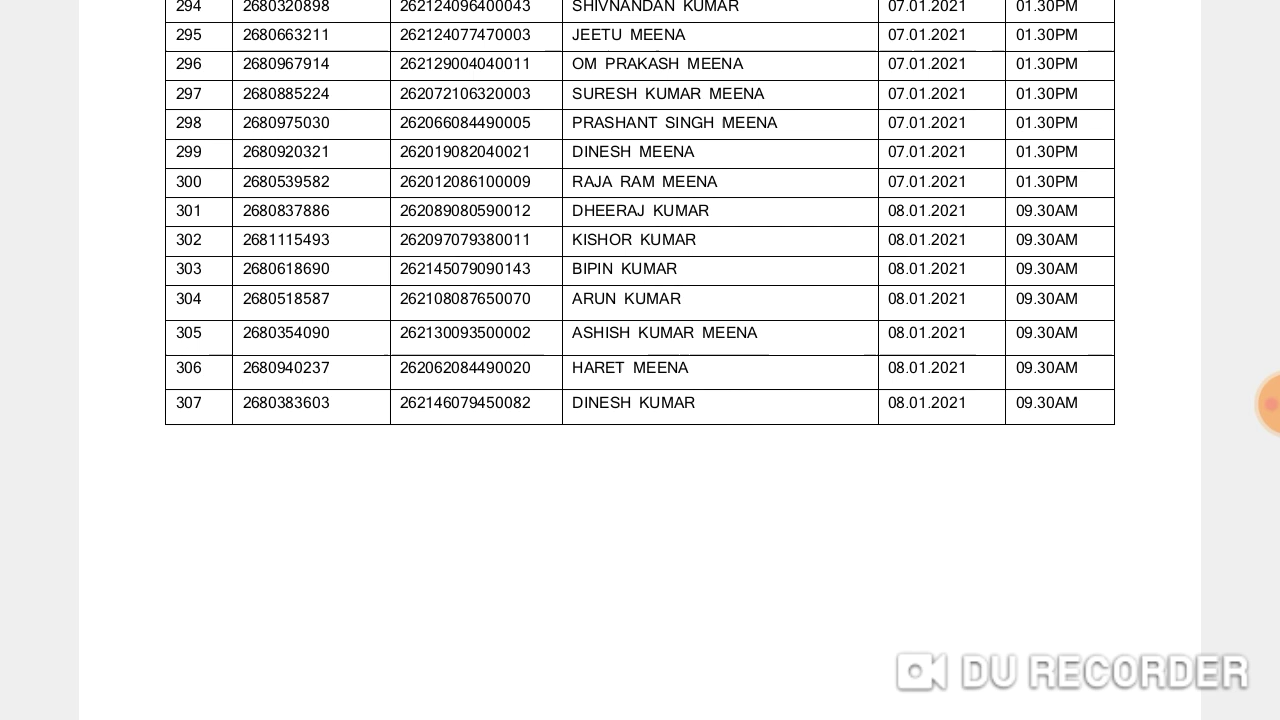 294 2680320898 262124096400043 SHIVNANDAN KUMAR 07.01.2021 01.30PM
295 2680663211 262124077470003 JEETU MEENA 07.01.2021 01.30PM
296 2680967914 262129004040011 OM PRAKASH MEENA 07.01.2021 01.30PM
297 2680885224 262072106320003 SURESH KUMAR MEENA 07.01.2021 01.30PM
298 2680975030 262066084490005 PRASHANT SINGH MEENA 07.01.2021 01.30PM
299 2680920321 262019082040021 DINESH MEENA 07.01.2021 01.30PM
300 2680539582 262012086100009 RAJA RAM MEENA 07.01.2021 01.30PM
301 2680837886 262089080590012 DHEERAJ KUMAR 08.01.2021 09.30AM
302 2681115493 262097079380011 KISHOR KUMAR 08.01.2021 09.30AM
303 2680618690 262145079090143 BIPIN KUMAR 08.01.2021 09.30AM
304 2680518587 262108087650070 ARUN KUMAR 08.01.2021 09.30AM
305 2680354090 262130093500002 ASHISH KUMAR MEENA 08.01.2021 09.30AM
306 2680940237 262062084490020 HARET MEENA 08.01.2021 09.30AM
307 2680383603 262146079450082 DINESH KUMAR 08.01.2021 09.30AM
DU RECORDER